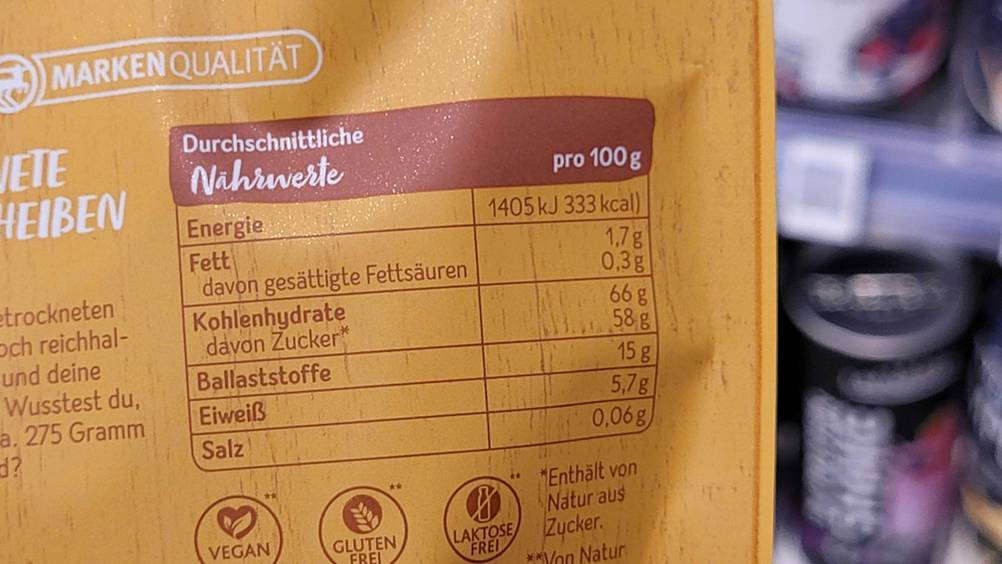 MARKENQUALITÄT
NETE
HEIBEN
etrockneten
och reichhal-
und deine
Wusstest du,
a. 275 Gramm
d?
Durchschnittliche
Nährwerte
pro 100 g
Energie 1405 kJ 333 kcal)
Fett 1,7 g
davon gesättigte Fettsäuren 0,3 g
Kohlenhydrate 66 g
davon Zucker* 58 g
Ballaststoffe 15 g
Eiweiß 5,7 g
Salz 0,06 g
VEGAN**
GLUTEN
FREI**
LAKTOSE
FREI**
*Enthält von
Natur aus
Zucker.
**Von Natur